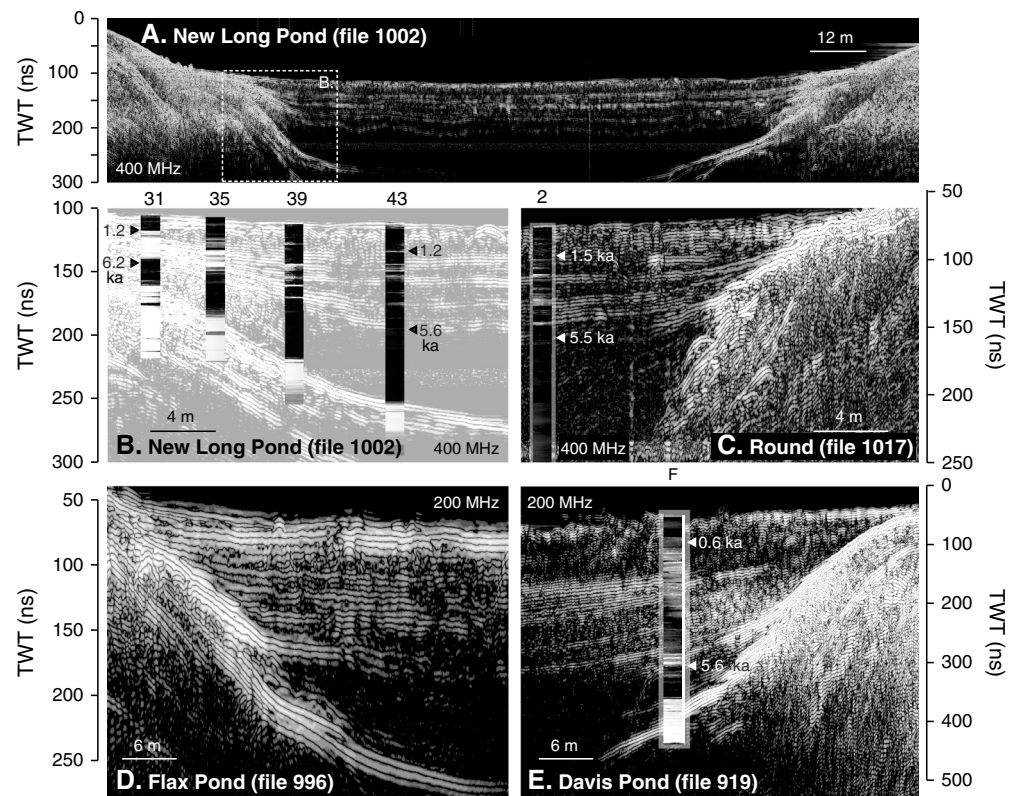 A. New Long Pond (file 1002)
12 m
TWT (ns)
0
100
200
300
B.
400 MHz
31 35 39 43
2
TWT (ns)
100
150
200
250
300
1.2
6.2
ka
1.2
5.6
ka
4 m
B. New Long Pond (file 1002)
400 MHz
1.5 ka
5.5 ka
4 m
400 MHz
C. Round (file 1017)
50
100
150
200
250
TWT (ns)
F
TWT (ns)
50
100
150
200
250
200 MHz
6 m
D. Flax Pond (file 996)
200 MHz
0.6 ka
5.6 ka
6 m
E. Davis Pond (file 919)
0
100
200
300
400
500
TWT (ns)